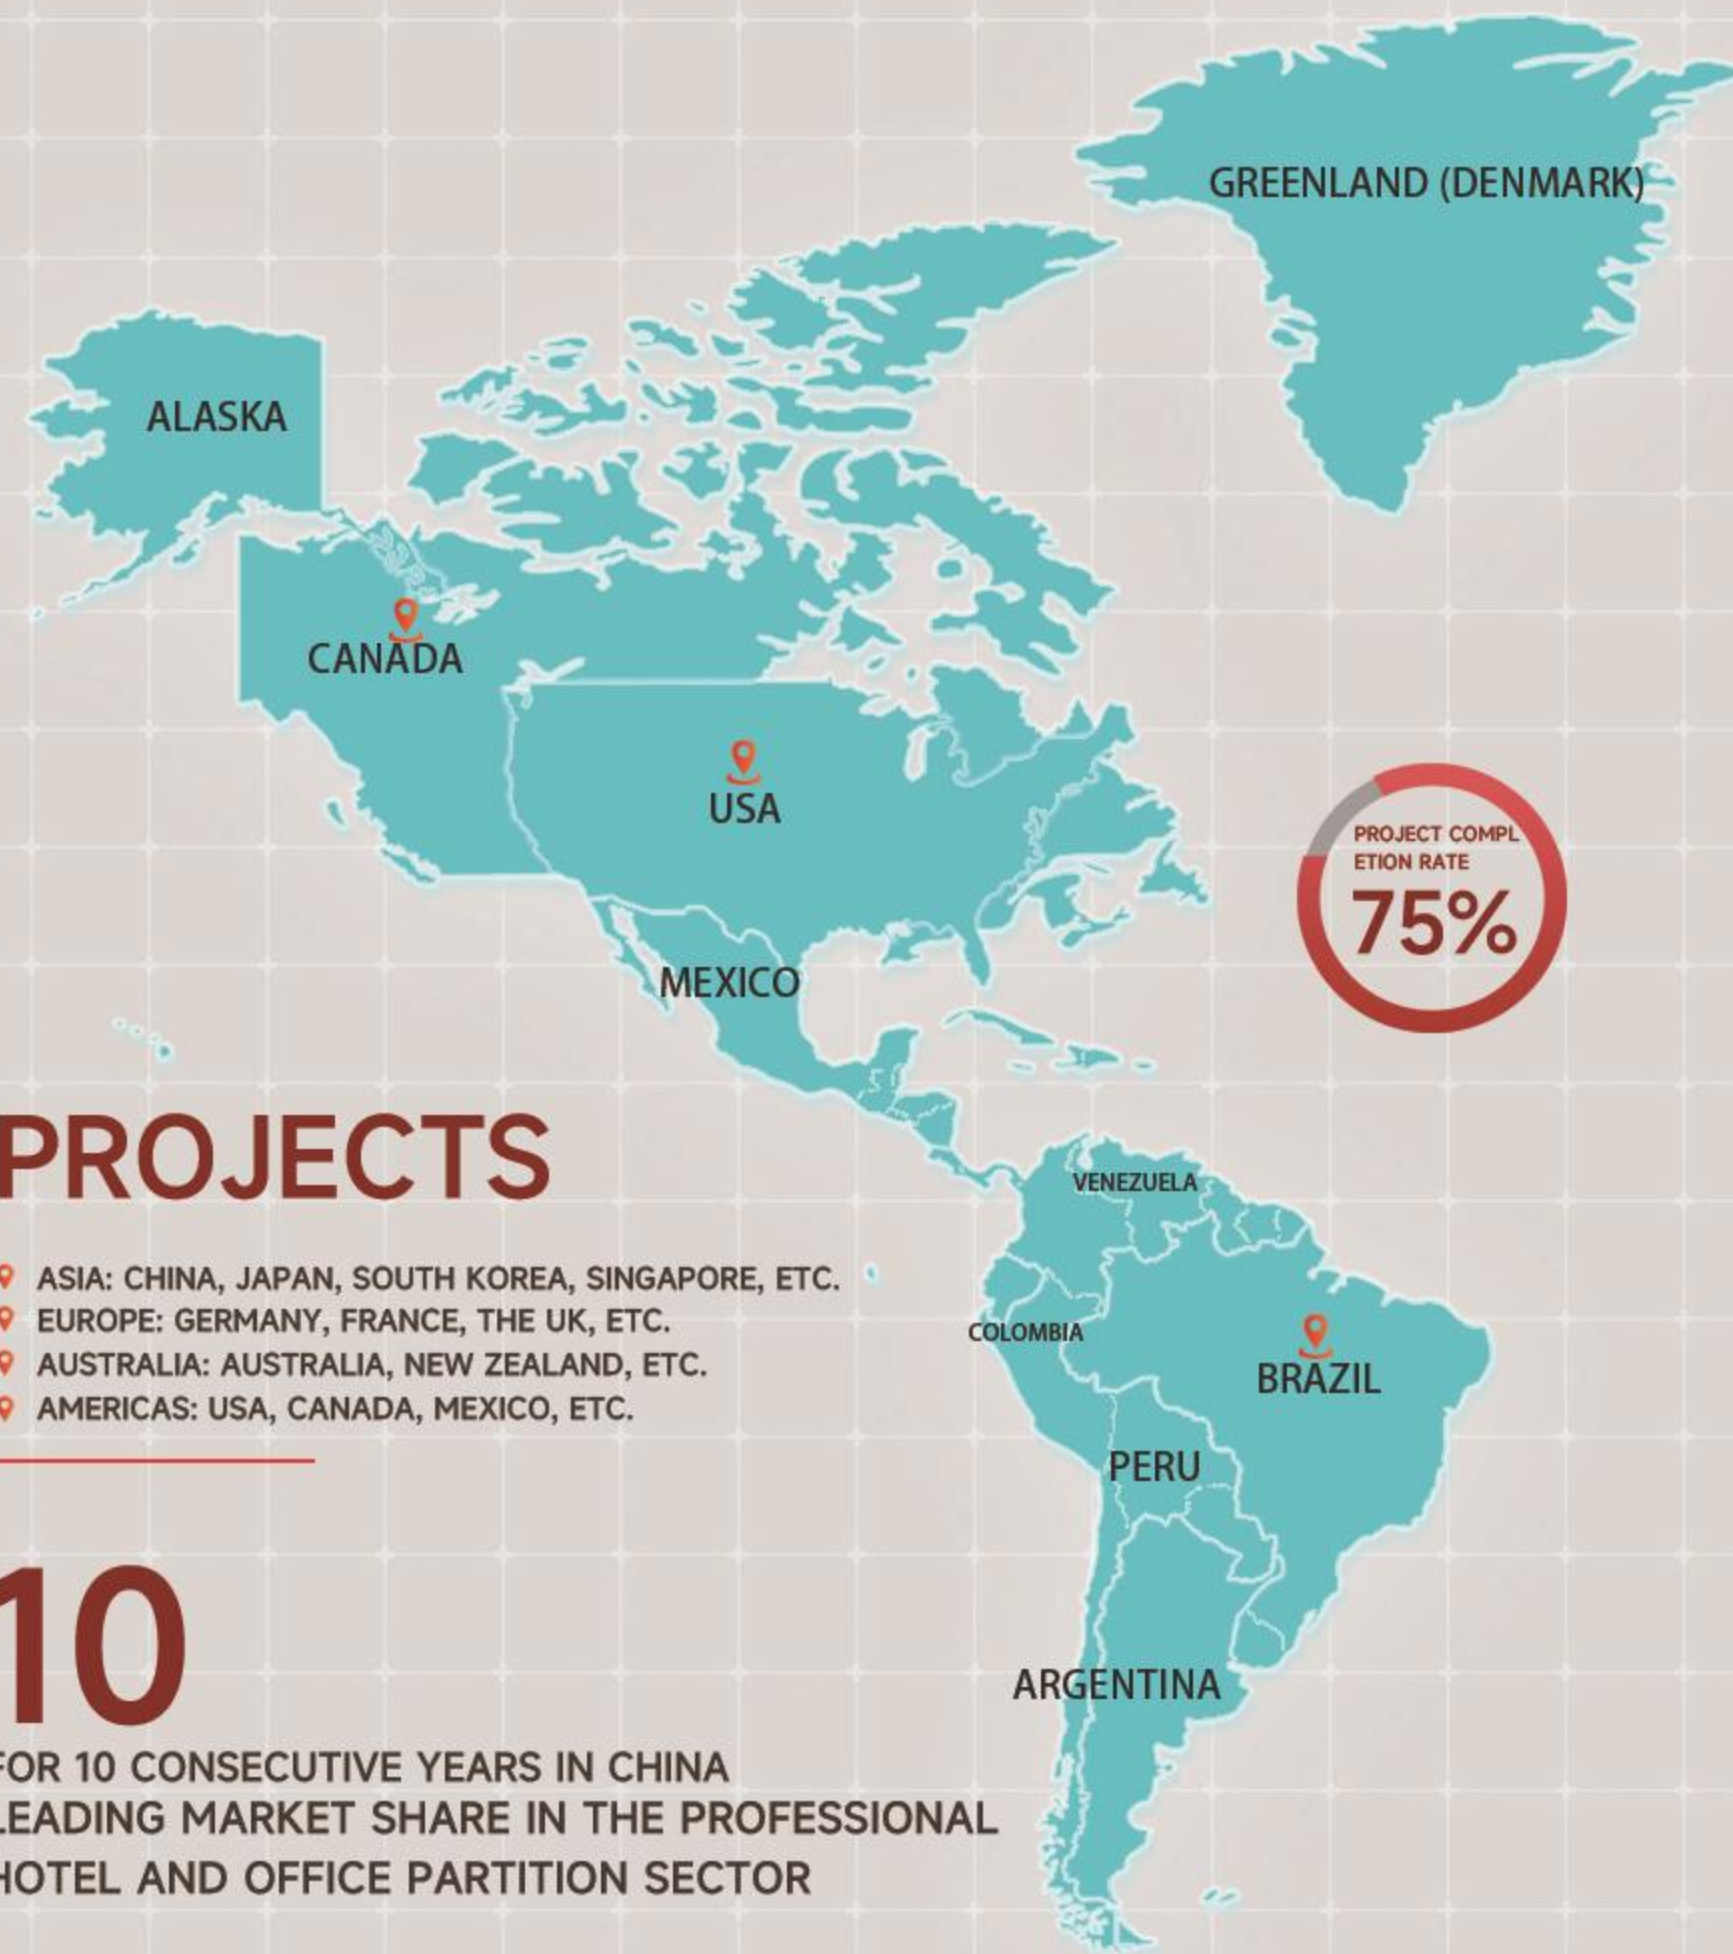 GREENLAND (DENMARK)
ALASKA
CANADA
USA
PROJECT COMPL
ETION RATE
75%
MEXICO
PROJECTS
VENEZUELA
ASIA: CHINA, JAPAN, SOUTH KOREA, SINGAPORE, ETC.
EUROPE: GERMANY, FRANCE, THE UK, ETC.
AUSTRALIA: AUSTRALIA, NEW ZEALAND, ETC.
AMERICAS: USA, CANADA, MEXICO, ETC.
COLOMBIA
BRAZIL
PERU
ARGENTINA
10
FOR 10 CONSECUTIVE YEARS IN CHINA
LEADING MARKET SHARE IN THE PROFESSIONAL
HOTEL AND OFFICE PARTITION SECTOR